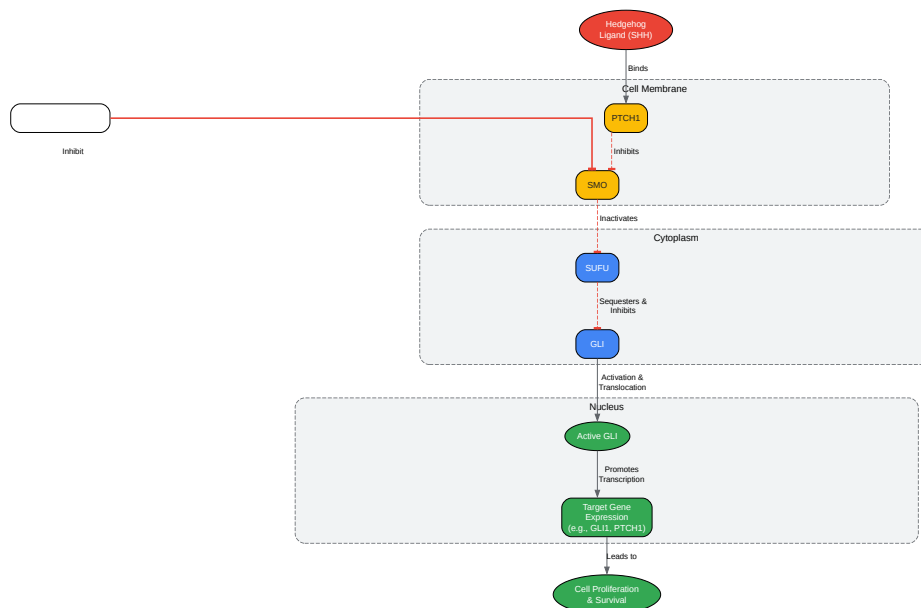 Hedgehog
Ligand (SHH)
Binds
Cell Membrane
PTCH1
Inhibit
Inhibits
SMO
Inactivates
Cytoplasm
SUFU
Sequesters &
Inhibits
GLI
Activation &
Translocation
Nucleus
Active GLI
Promotes
Transcription
Target Gene
Expression
(e.g., GLI1, PTCH1)
Leads to
Cell Proliferation
& Survival